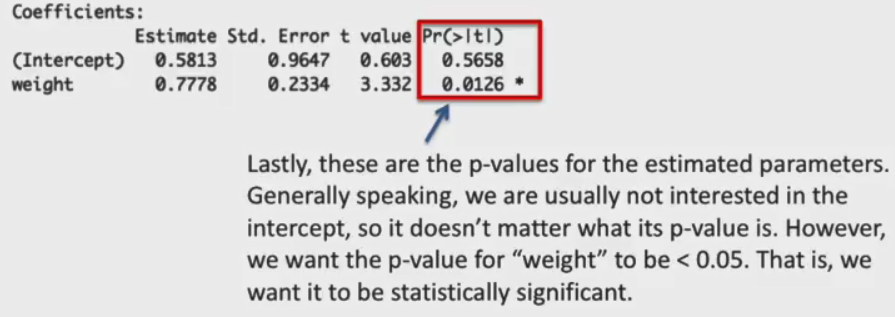 Coefficients:
Estimate Std. Error t value Pr(>|t|)
(Intercept) 0.5813 0.9647 0.603 0.5658
weight 0.7778 0.2334 3.332 0.0126 *
Lastly, these are the p-values for the estimated parameters.
Generally speaking, we are usually not interested in the
intercept, so it doesn’t matter what its p-value is. However,
we want the p-value for “weight” to be < 0.05. That is, we
want it to be statistically significant.